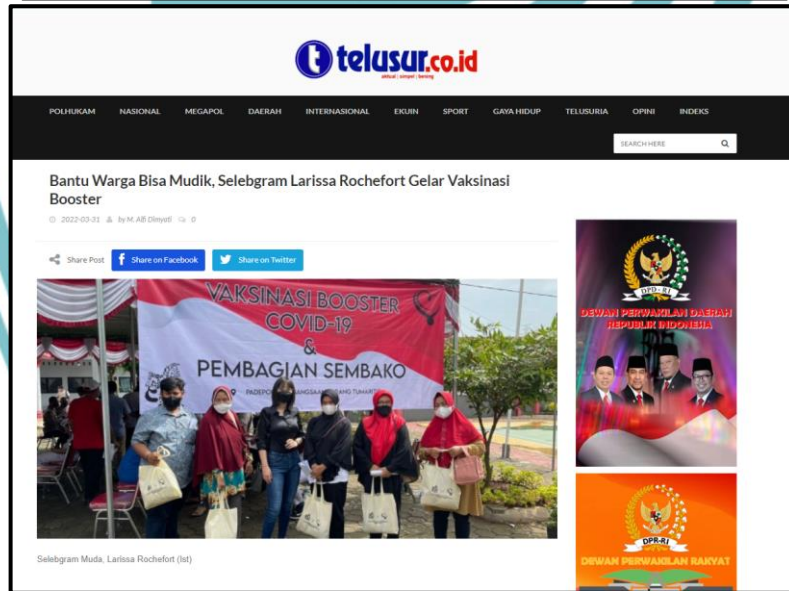 telusur.co.id
aktual | simpel | bening
POLHUKAM NASIONAL MEGAPOL DAERAH INTERNASIONAL EKUIN SPORT GAYA HIDUP TELUSURIA OPINI INDEKS
SEARCH HERE
Bantu Warga Bisa Mudik, Selebgram Larissa Rochefort Gelar Vaksinasi
Booster
2022-03-31 by M. Alfi Dimyati 0
Share Post Share on Facebook Share on Twitter
VAKSINASI BOOSTER
COVID-19
&
PEMBAGIAN SEMBAKO
Selebgram Muda, Larissa Rochefort (Ist)
DPD-RI
DEWAN PERWAKILAN DAERAH
REPUBLIK INDONESIA
DPR-RI
DEWAN PERWAKILAN RAKYAT